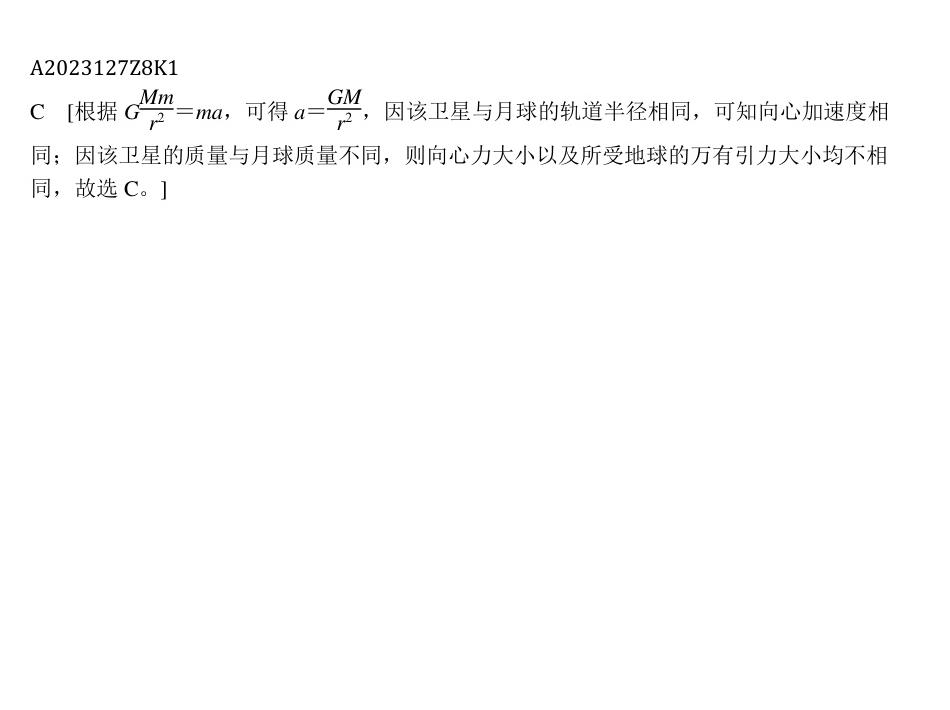 A2023127Z8K1
C [根据 G\frac{Mm}{r^2}=ma，可得 a=\frac{GM}{r^2}，因该卫星与月球的轨道半径相同，可知向心加速度相
同；因该卫星的质量与月球质量不同，则向心力大小以及所受地球的万有引力大小均不相
同，故选 C。]